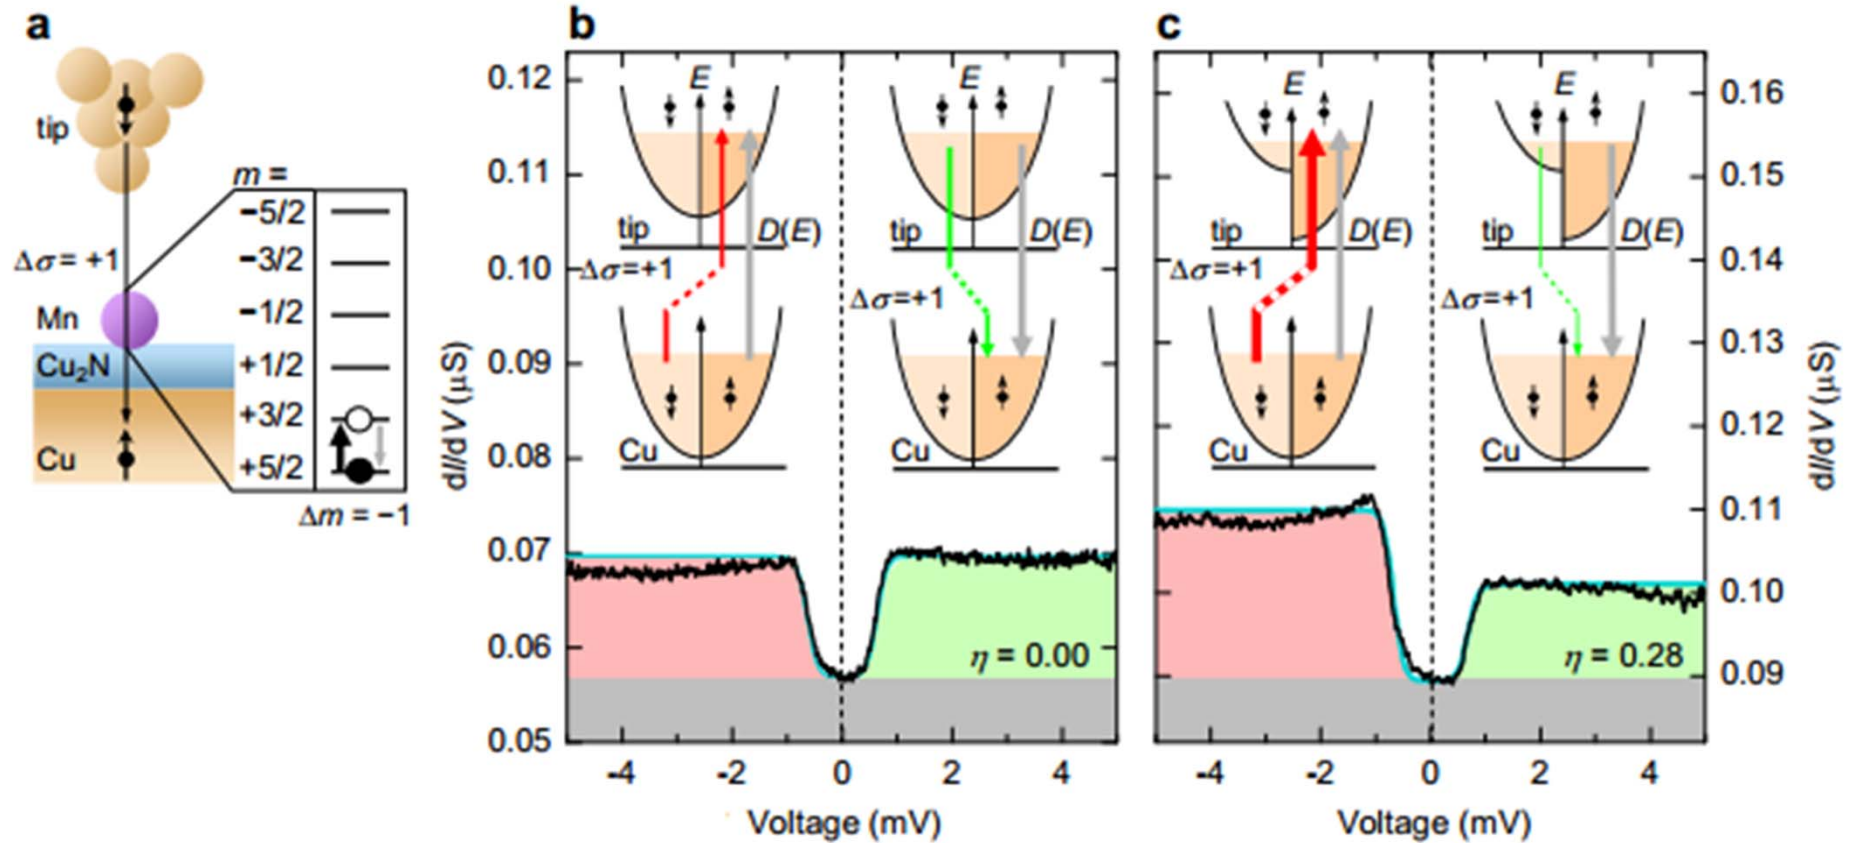 a
tip
Δσ = +1
Mn
Cu₂N
Cu
m =
−5/2
−3/2
−1/2
+1/2
+3/2
+5/2
Δm = −1
b
dI/dV (μS)
0.12
0.11
0.10
0.09
0.08
0.07
0.06
0.05
E
tip
D(E)
Δσ=+1
Cu
E
tip
D(E)
Δσ=+1
Cu
η = 0.00
-4 -2 0 2 4
Voltage (mV)
c
E
tip
D(E)
Δσ=+1
Cu
E
tip
D(E)
Δσ=+1
Cu
η = 0.28
-4 -2 0 2 4
Voltage (mV)
0.16
0.15
0.14
0.13
0.12
0.11
0.10
0.09
dI/dV (μS)